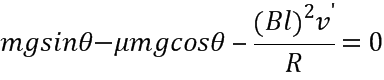 mgsinθ−μmgcosθ − (Bl)²v' / R = 0